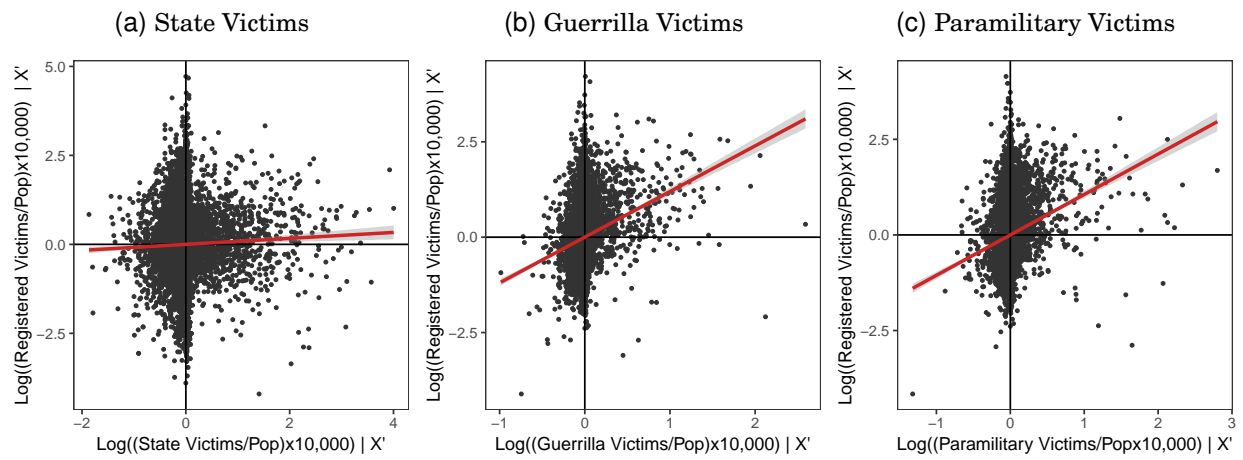 (a) State Victims
Log((Registered Victims/Pop)x10,000) | X'
5.0
2.5
0.0
−2.5
−2
0
2
4
Log((State Victims/Pop)x10,000) | X'
(b) Guerrilla Victims
Log((Registered Victims/Pop)x10,000) | X'
2.5
0.0
−2.5
−1
0
1
2
Log((Guerrilla Victims/Pop)x10,000) | X'
(c) Paramilitary Victims
Log((Registered Victims/Pop)x10,000) | X'
2.5
0.0
−2.5
−1
0
1
2
3
Log((Paramilitary Victims/Popx10,000) | X'